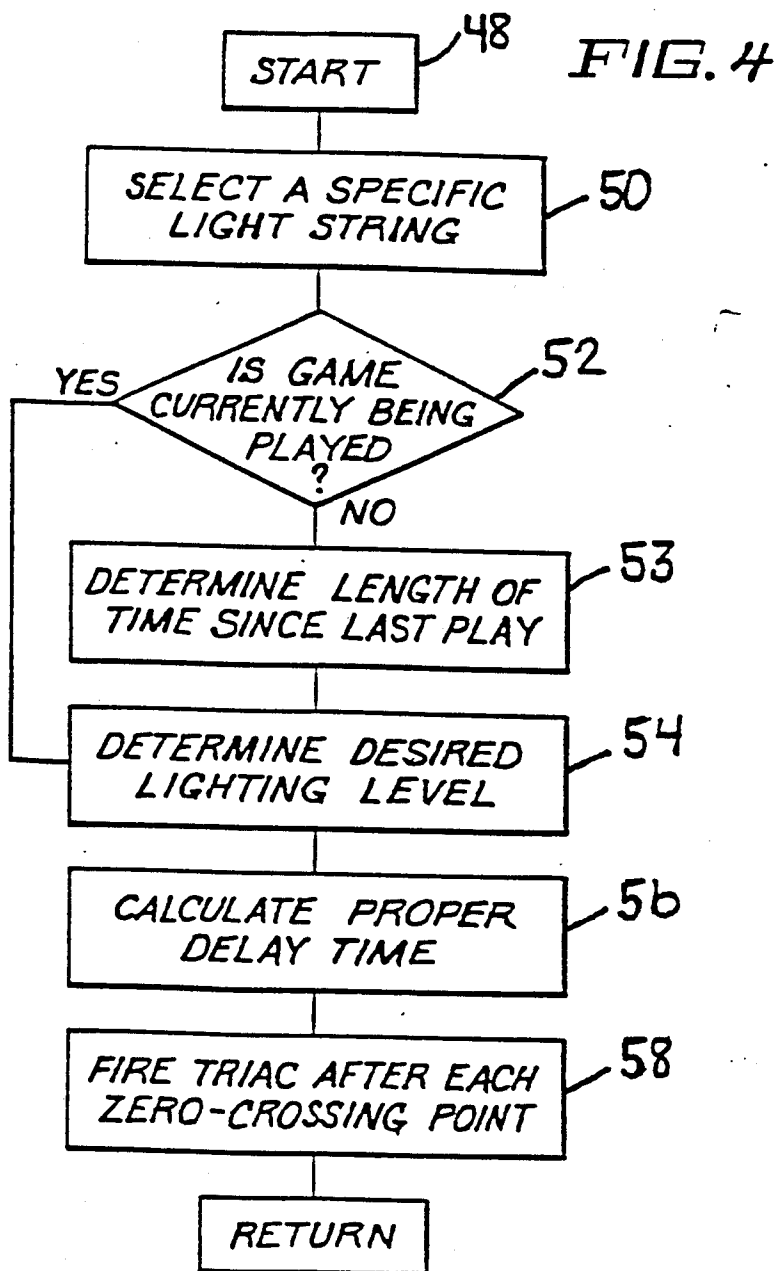 START
48
FIG. 4
SELECT A SPECIFIC
LIGHT STRING
50
IS GAME
CURRENTLY BEING
PLAYED
?
52
YES
NO
DETERMINE LENGTH OF
TIME SINCE LAST PLAY
53
DETERMINE DESIRED
LIGHTING LEVEL
54
CALCULATE PROPER
DELAY TIME
56
FIRE TRIAC AFTER EACH
ZERO-CROSSING POINT
58
RETURN